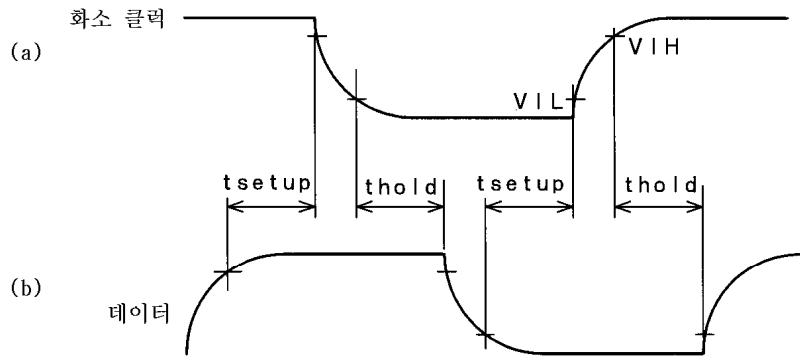 화소 클럭
(a)
VIH
VIL
tsetup thold tsetup thold
(b)
데이터